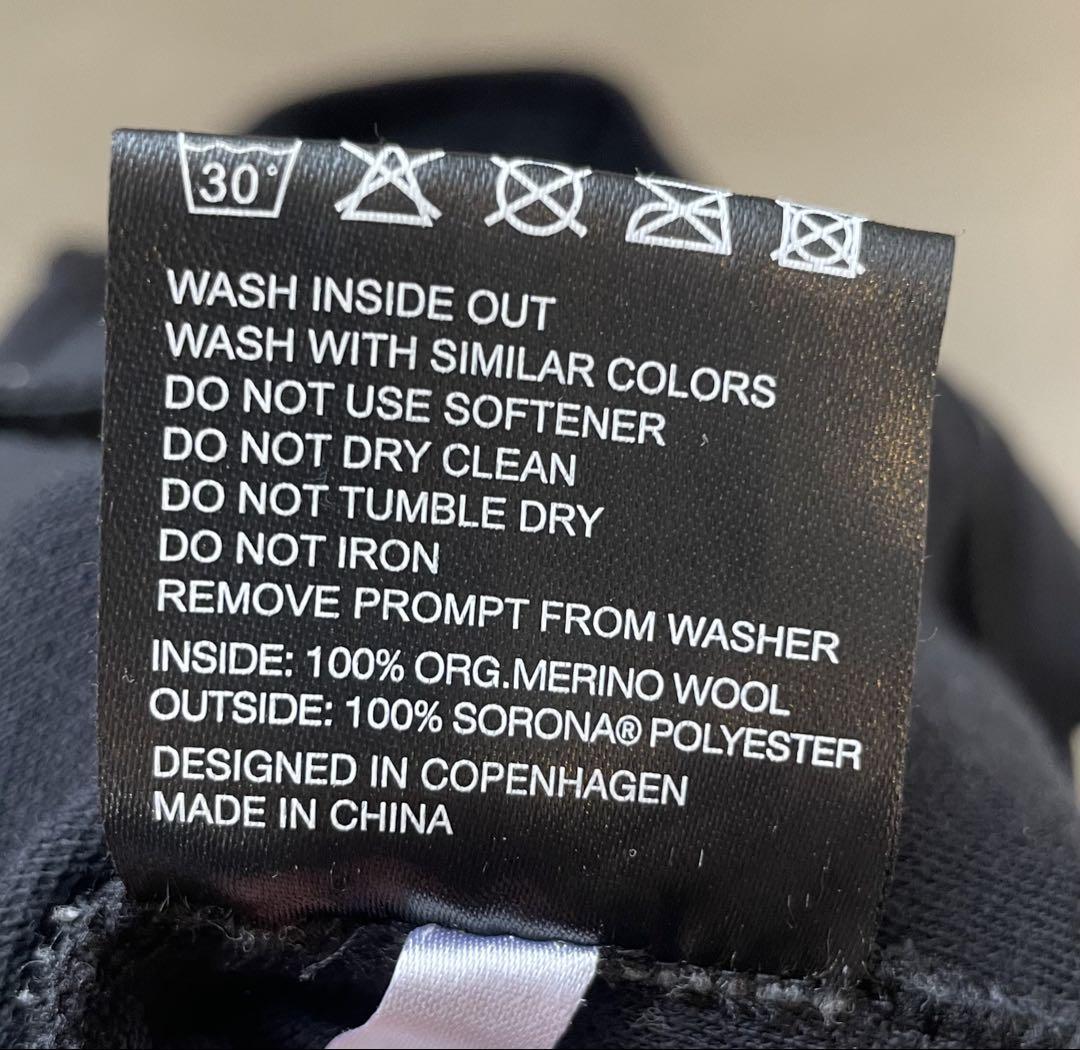 30°
WASH INSIDE OUT
WASH WITH SIMILAR COLORS
DO NOT USE SOFTENER
DO NOT DRY CLEAN
DO NOT TUMBLE DRY
DO NOT IRON
REMOVE PROMPT FROM WASHER
INSIDE: 100% ORG.MERINO WOOL
OUTSIDE: 100% SORONA® POLYESTER
DESIGNED IN COPENHAGEN
MADE IN CHINA